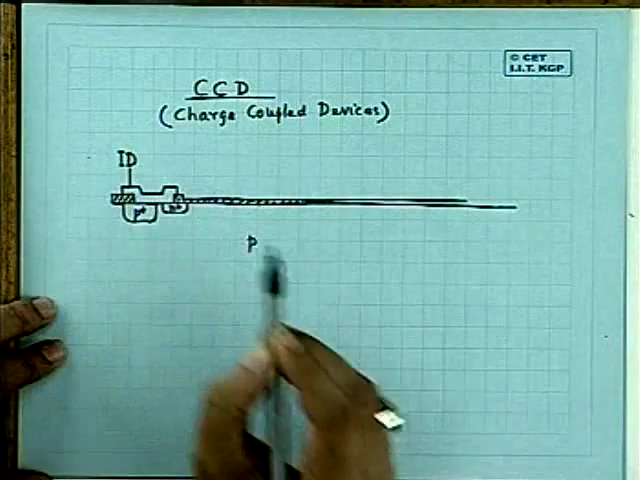 © CET
I.I.T. KGP
CCD
(Charge Coupled Devices)
ID
p+
n+
p